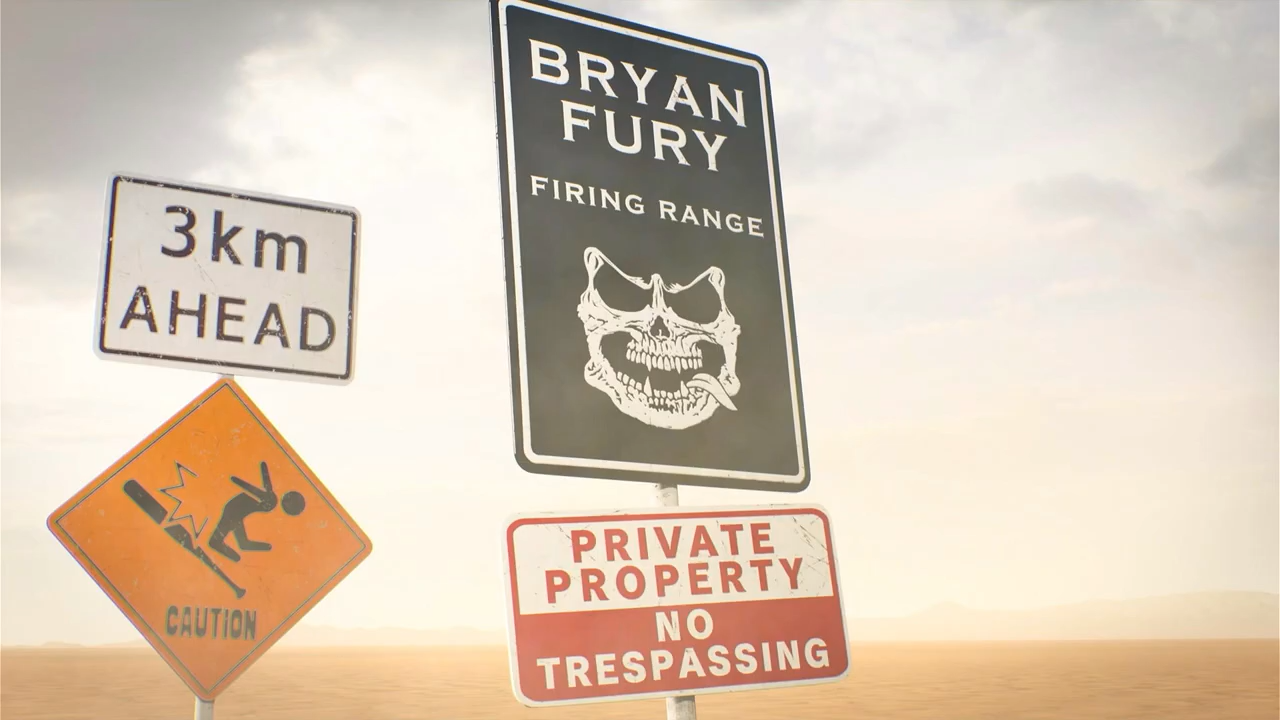 3km
AHEAD
CAUTION
BRYAN
FURY
FIRING RANGE
PRIVATE
PROPERTY
NO
TRESPASSING